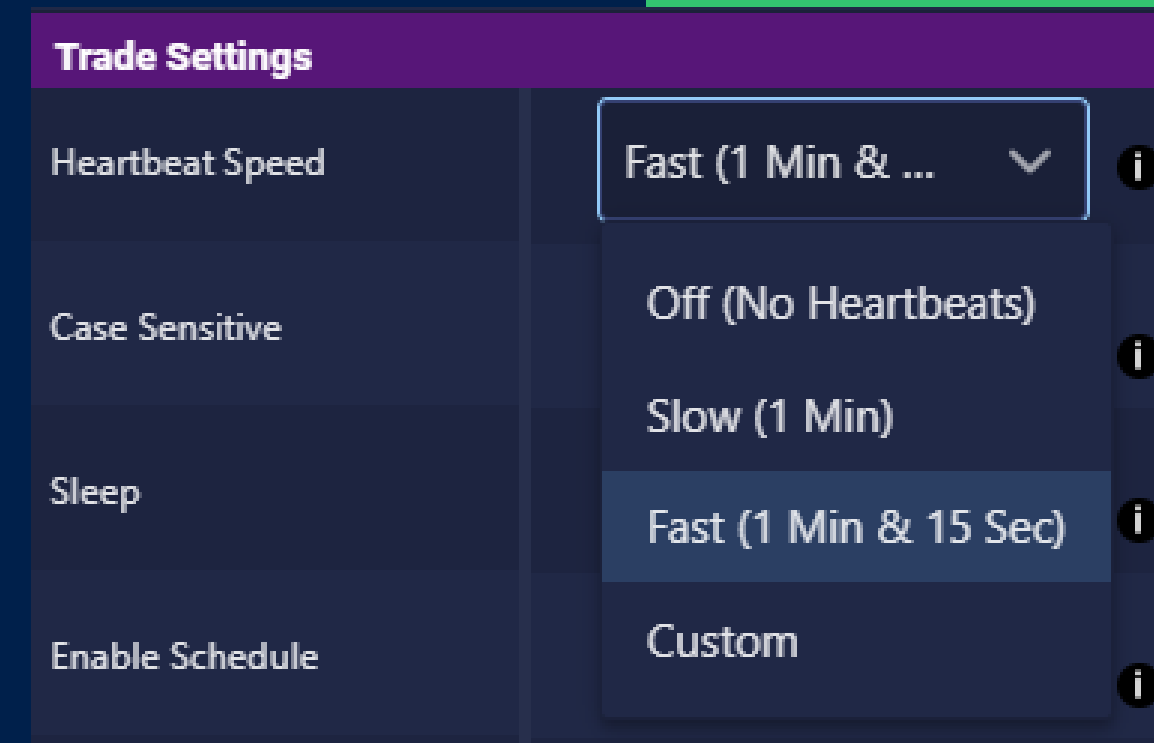 Trade Settings
Heartbeat Speed
Fast (1 Min & ...
i
Off (No Heartbeats)
Case Sensitive
i
Slow (1 Min)
Sleep
Fast (1 Min & 15 Sec)
i
Custom
Enable Schedule
i